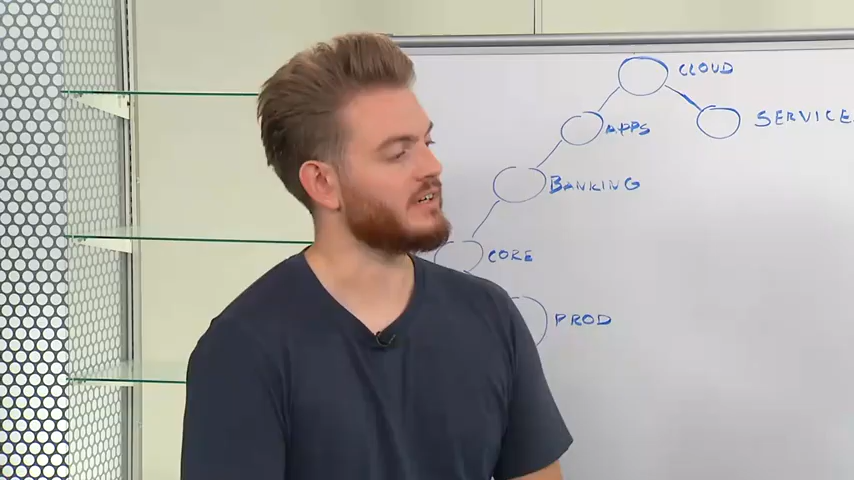 CLOUD
SERVICE
APPS
BANKING
CORE
PROD